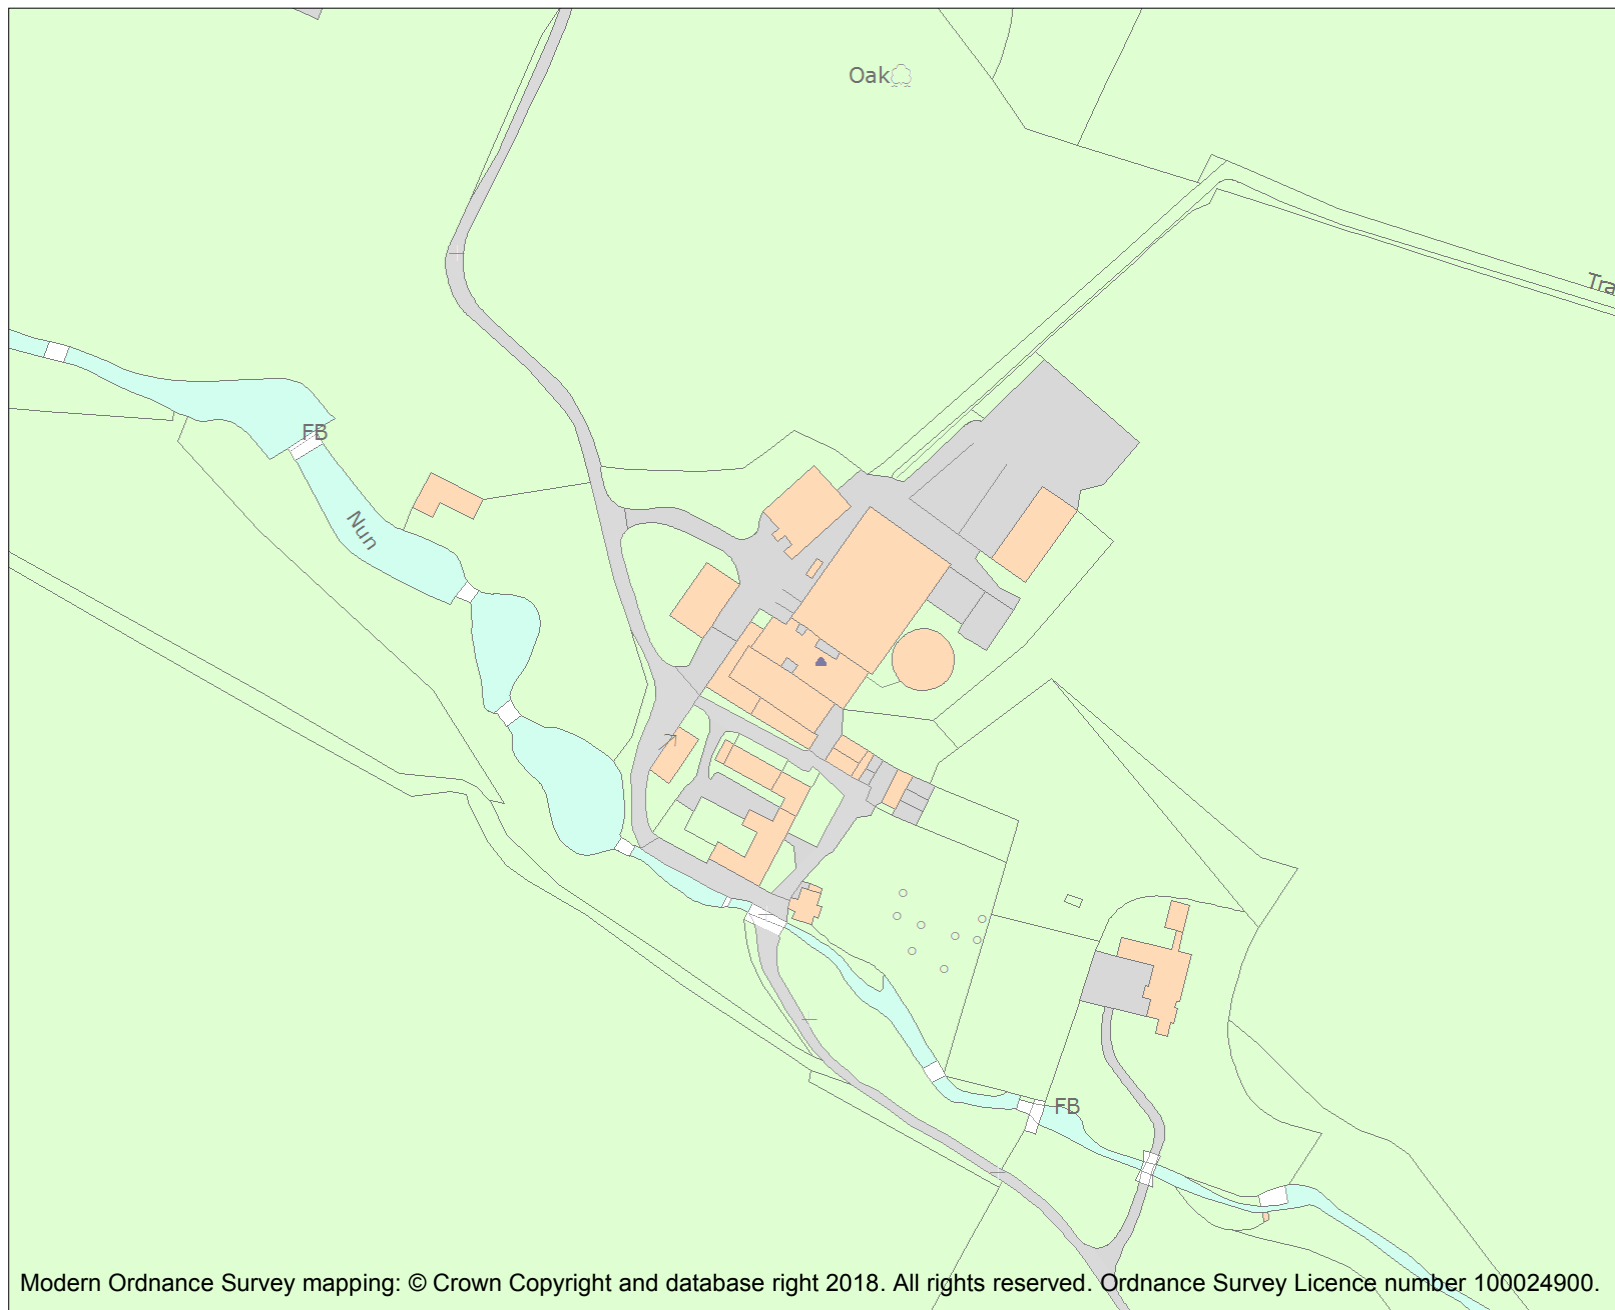 Oak
Tra
FB
Nun
FB
Modern Ordnance Survey mapping: © Crown Copyright and database right 2018. All rights reserved. Ordnance Survey Licence number 100024900.